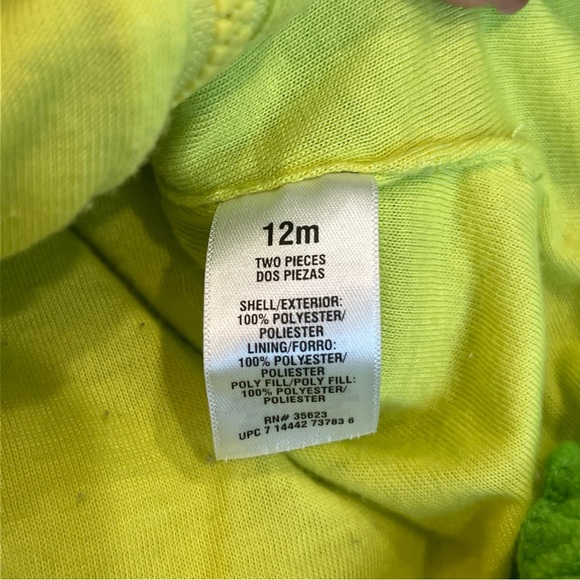 12m
TWO PIECES
DOS PIEZAS
SHELL/EXTERIOR:
100% POLYESTER/
POLIESTER
LINING/FORRO:
100% POLYESTER/
POLIESTER
POLY FILL/POLY FILL:
100% POLYESTER/
POLIESTER
RN# 35623
UPC 7 14442 73783 6